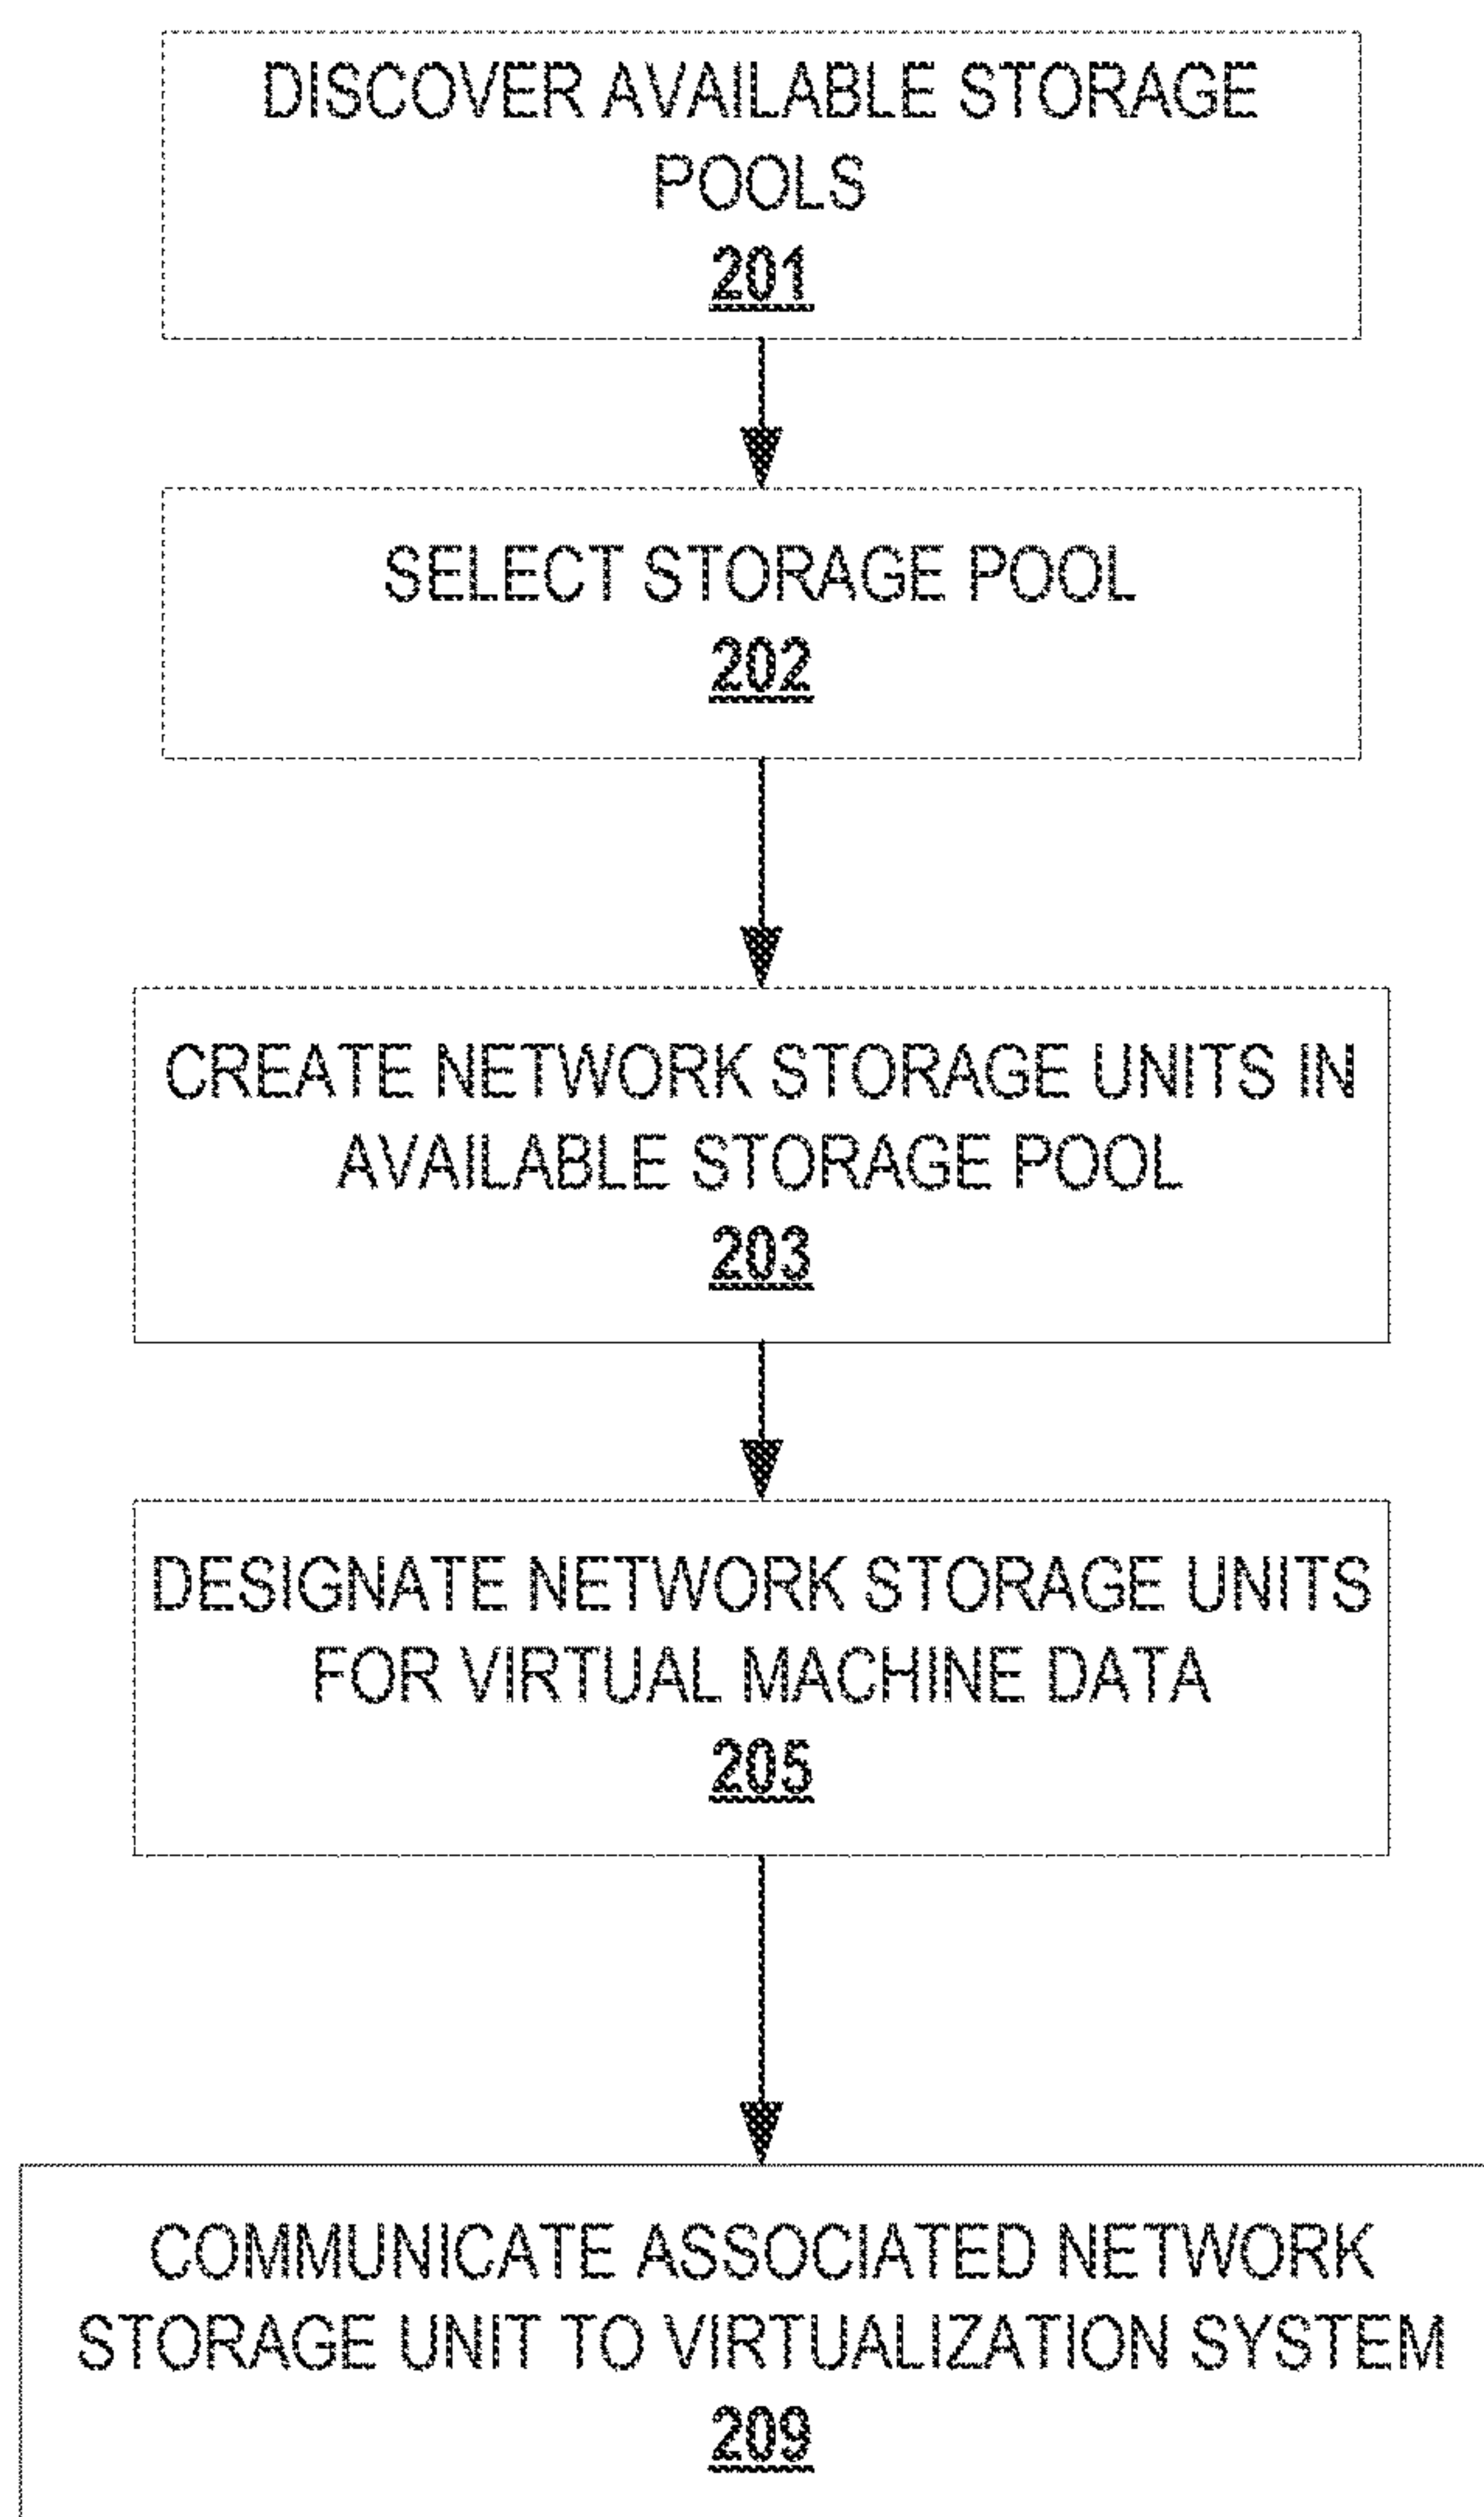 DISCOVER AVAILABLE STORAGE
POOLS
201
SELECT STORAGE POOL
202
CREATE NETWORK STORAGE UNITS IN
AVAILABLE STORAGE POOL
203
DESIGNATE NETWORK STORAGE UNITS
FOR VIRTUAL MACHINE DATA
205
COMMUNICATE ASSOCIATED NETWORK
STORAGE UNIT TO VIRTUALIZATION SYSTEM
209